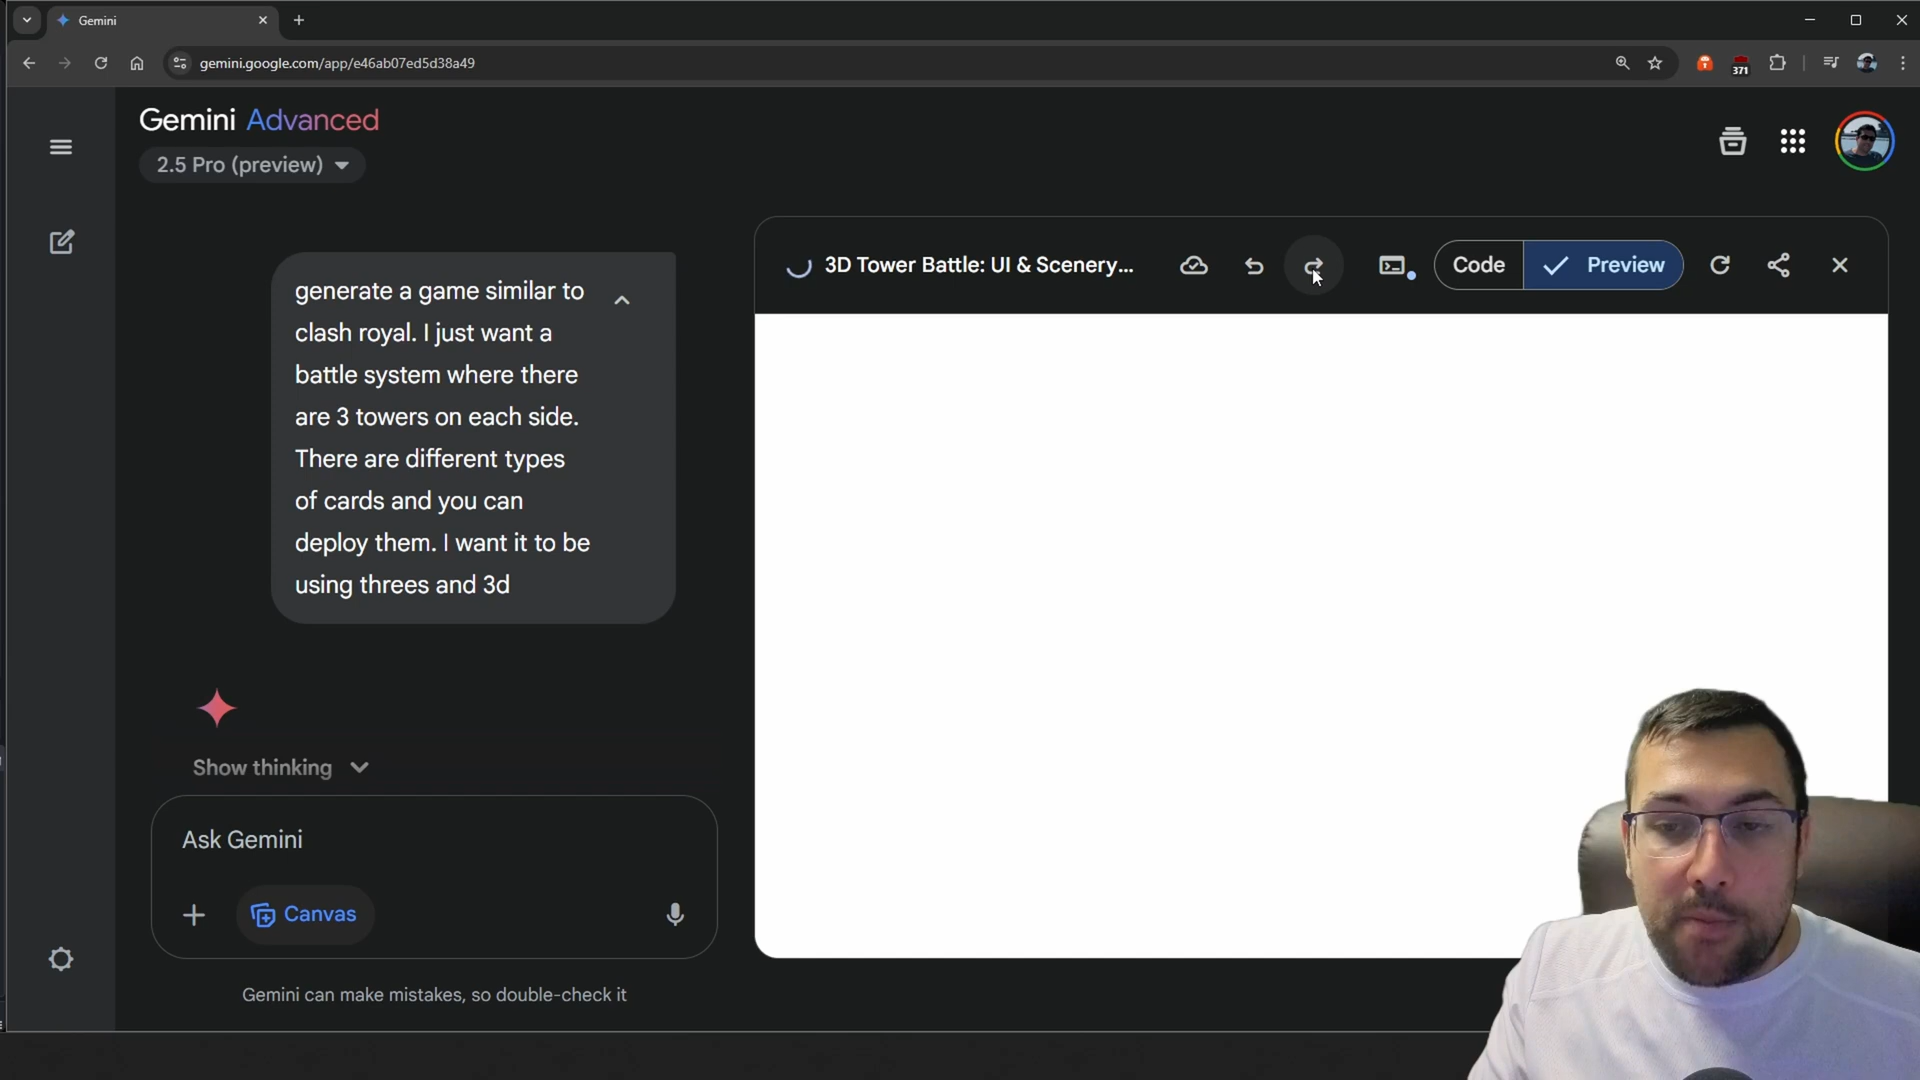 Gemini
gemini.google.com/app/e46ab07ed5d38a49
371
Gemini Advanced
2.5 Pro (preview)
generate a game similar to
clash royal. I just want a
battle system where there
are 3 towers on each side.
There are different types
of cards and you can
deploy them. I want it to be
using threes and 3d
Show thinking
Ask Gemini
Canvas
Gemini can make mistakes, so double-check it
3D Tower Battle: UI & Scenery...
Code
Preview